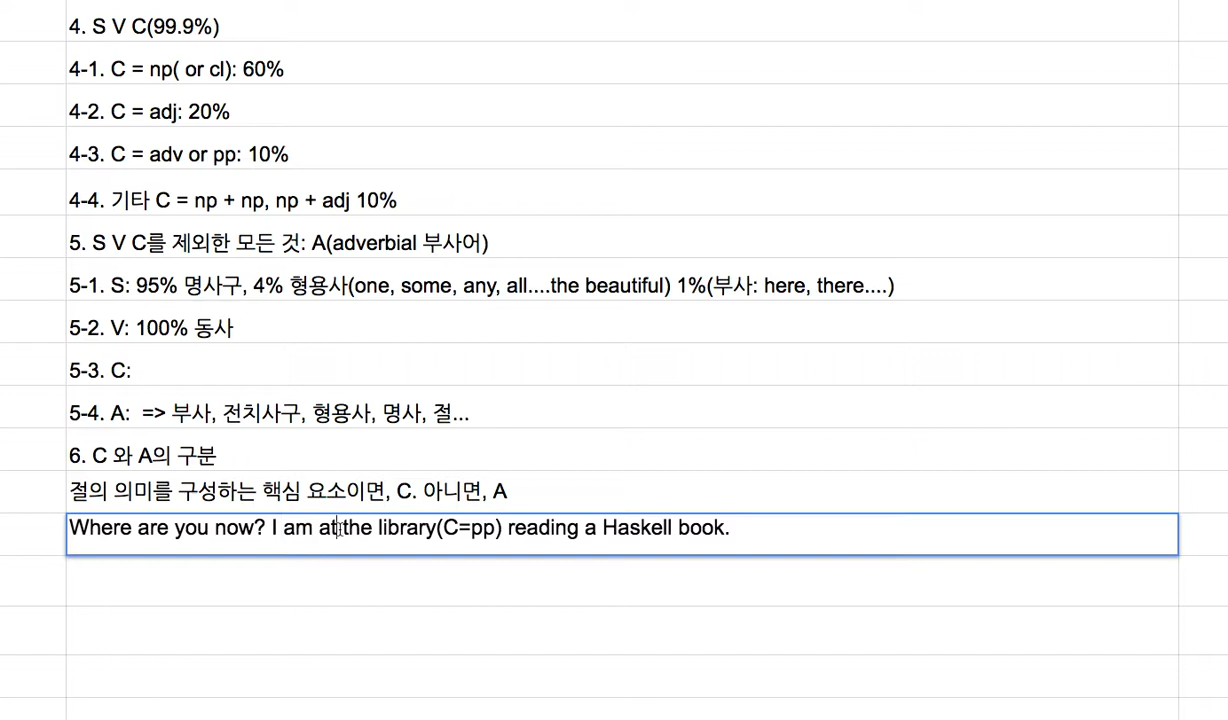 4. S V C(99.9%)
4-1. C = np( or cl): 60%
4-2. C = adj: 20%
4-3. C = adv or pp: 10%
4-4. 기타 C = np + np, np + adj 10%
5. S V C를 제외한 모든 것: A(adverbial 부사어)
5-1. S: 95% 명사구, 4% 형용사(one, some, any, all....the beautiful) 1%(부사: here, there....)
5-2. V: 100% 동사
5-3. C:
5-4. A:  => 부사, 전치사구, 형용사, 명사, 절...
6. C 와 A의 구분
절의 의미를 구성하는 핵심 요소이면, C. 아니면, A
Where are you now? I am at the library(C=pp) reading a Haskell book.